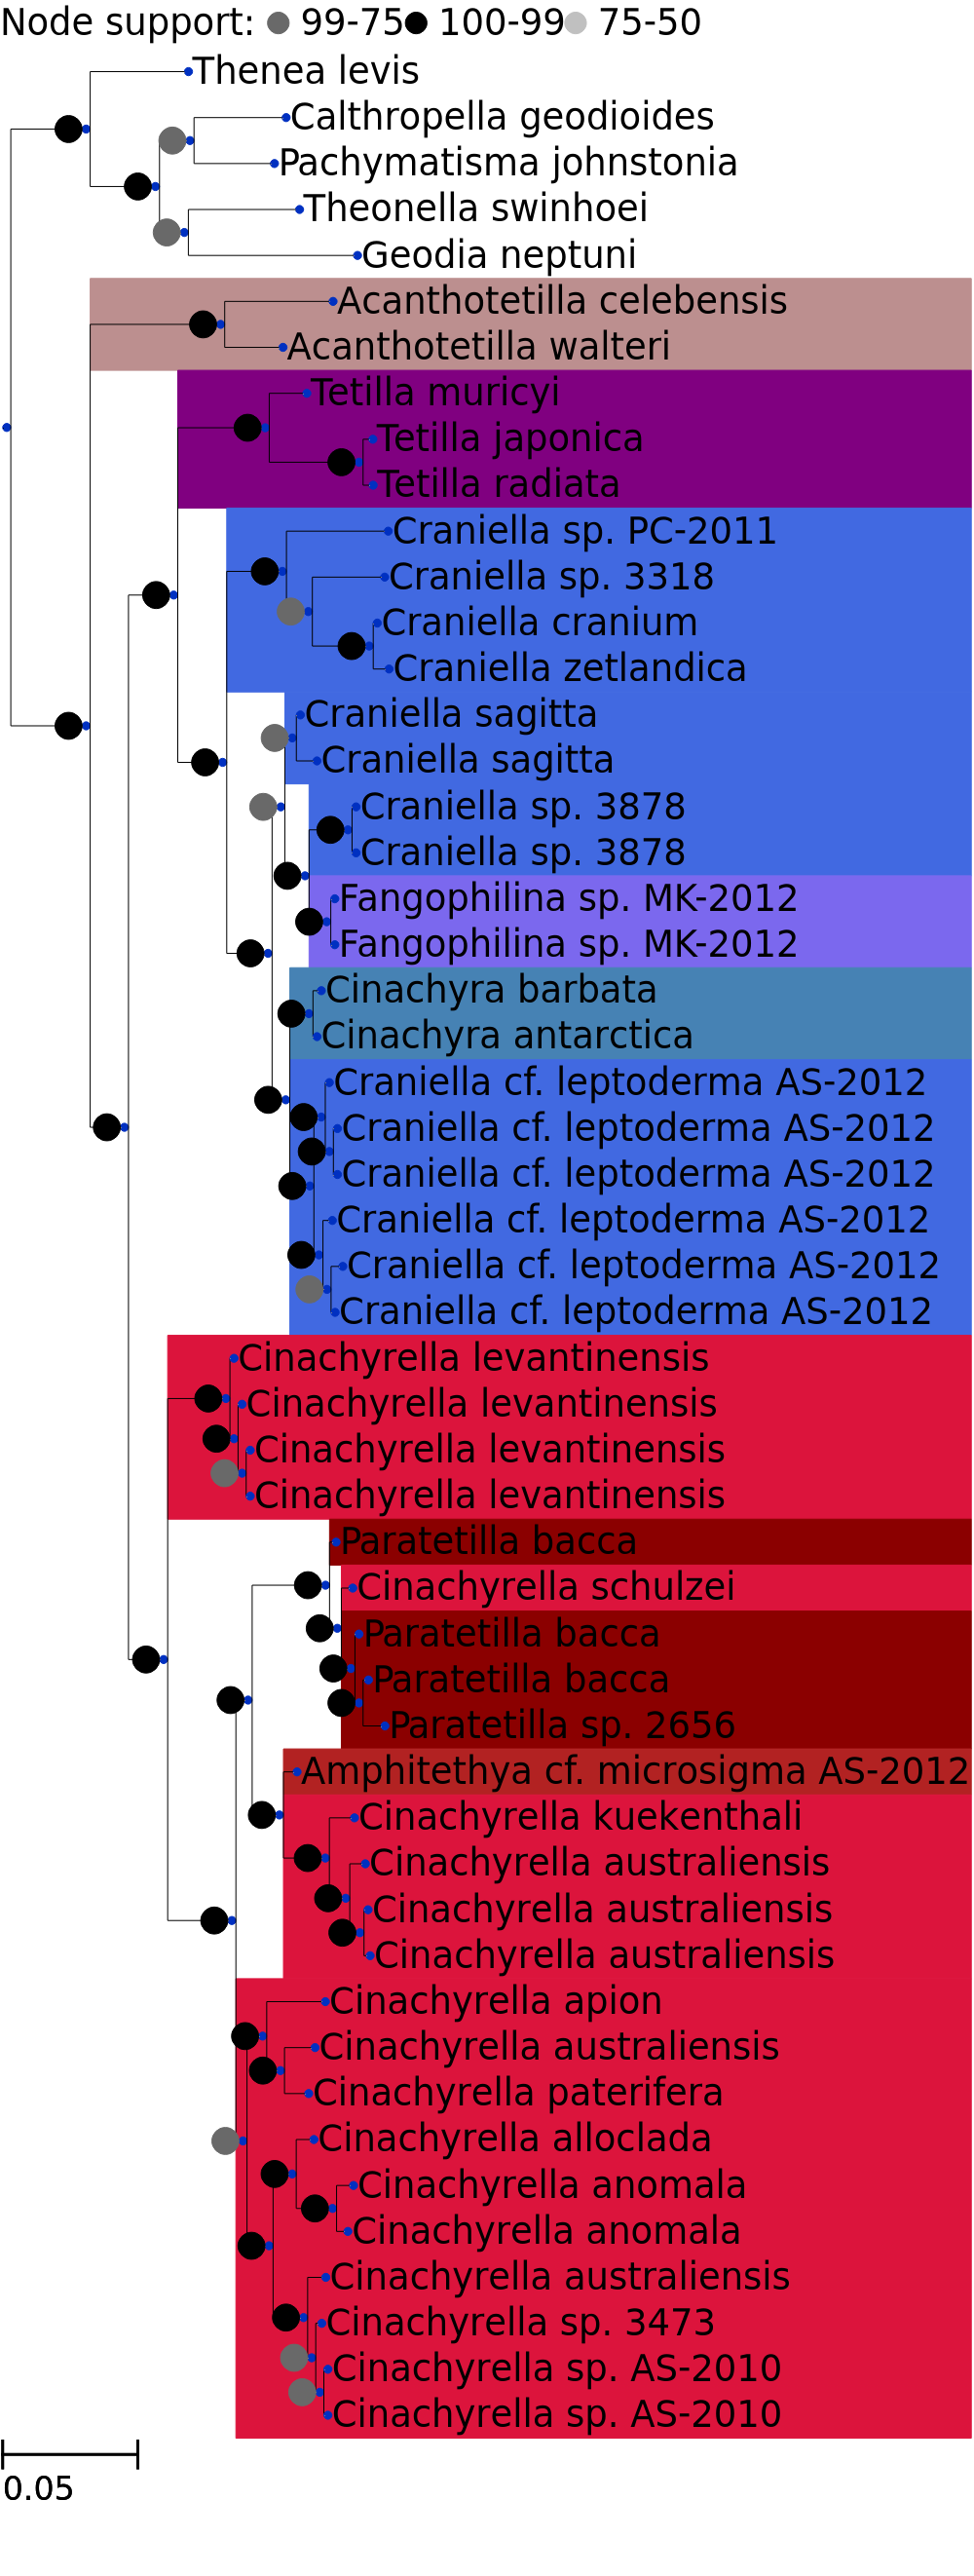 Node support: 99-75 100-99 75-50
Thenea levis
Calthropella geodioides
Pachymatisma johnstonia
Theonella swinhoei
Geodia neptuni
Acanthotetilla celebensis
Acanthotetilla walteri
Tetilla muricyi
Tetilla japonica
Tetilla radiata
Craniella sp. PC-2011
Craniella sp. 3318
Craniella cranium
Craniella zetlandica
Craniella sagitta
Craniella sagitta
Craniella sp. 3878
Craniella sp. 3878
Fangophilina sp. MK-2012
Fangophilina sp. MK-2012
Cinachyra barbata
Cinachyra antarctica
Craniella cf. leptoderma AS-2012
Craniella cf. leptoderma AS-2012
Craniella cf. leptoderma AS-2012
Craniella cf. leptoderma AS-2012
Craniella cf. leptoderma AS-2012
Craniella cf. leptoderma AS-2012
Cinachyrella levantinensis
Cinachyrella levantinensis
Cinachyrella levantinensis
Cinachyrella levantinensis
Paratetilla bacca
Cinachyrella schulzei
Paratetilla bacca
Paratetilla bacca
Paratetilla sp. 2656
Amphitethya cf. microsigma AS-2012
Cinachyrella kuekenthali
Cinachyrella australiensis
Cinachyrella australiensis
Cinachyrella australiensis
Cinachyrella apion
Cinachyrella australiensis
Cinachyrella paterifera
Cinachyrella alloclada
Cinachyrella anomala
Cinachyrella anomala
Cinachyrella australiensis
Cinachyrella sp. 3473
Cinachyrella sp. AS-2010
Cinachyrella sp. AS-2010
0.05